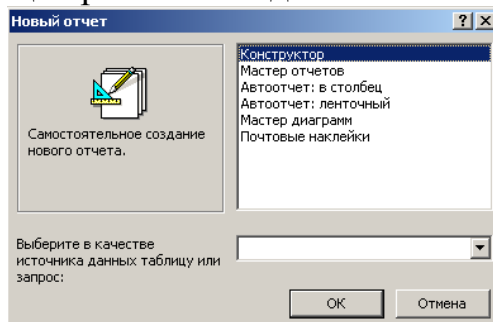 Новый отчет
Конструктор
Мастер отчетов
Автоотчет: в столбец
Автоотчет: ленточный
Мастер диаграмм
Почтовые наклейки
Самостоятельное создание
нового отчета.
Выберите в качестве
источника данных таблицу или
запрос:
ОК
Отмена